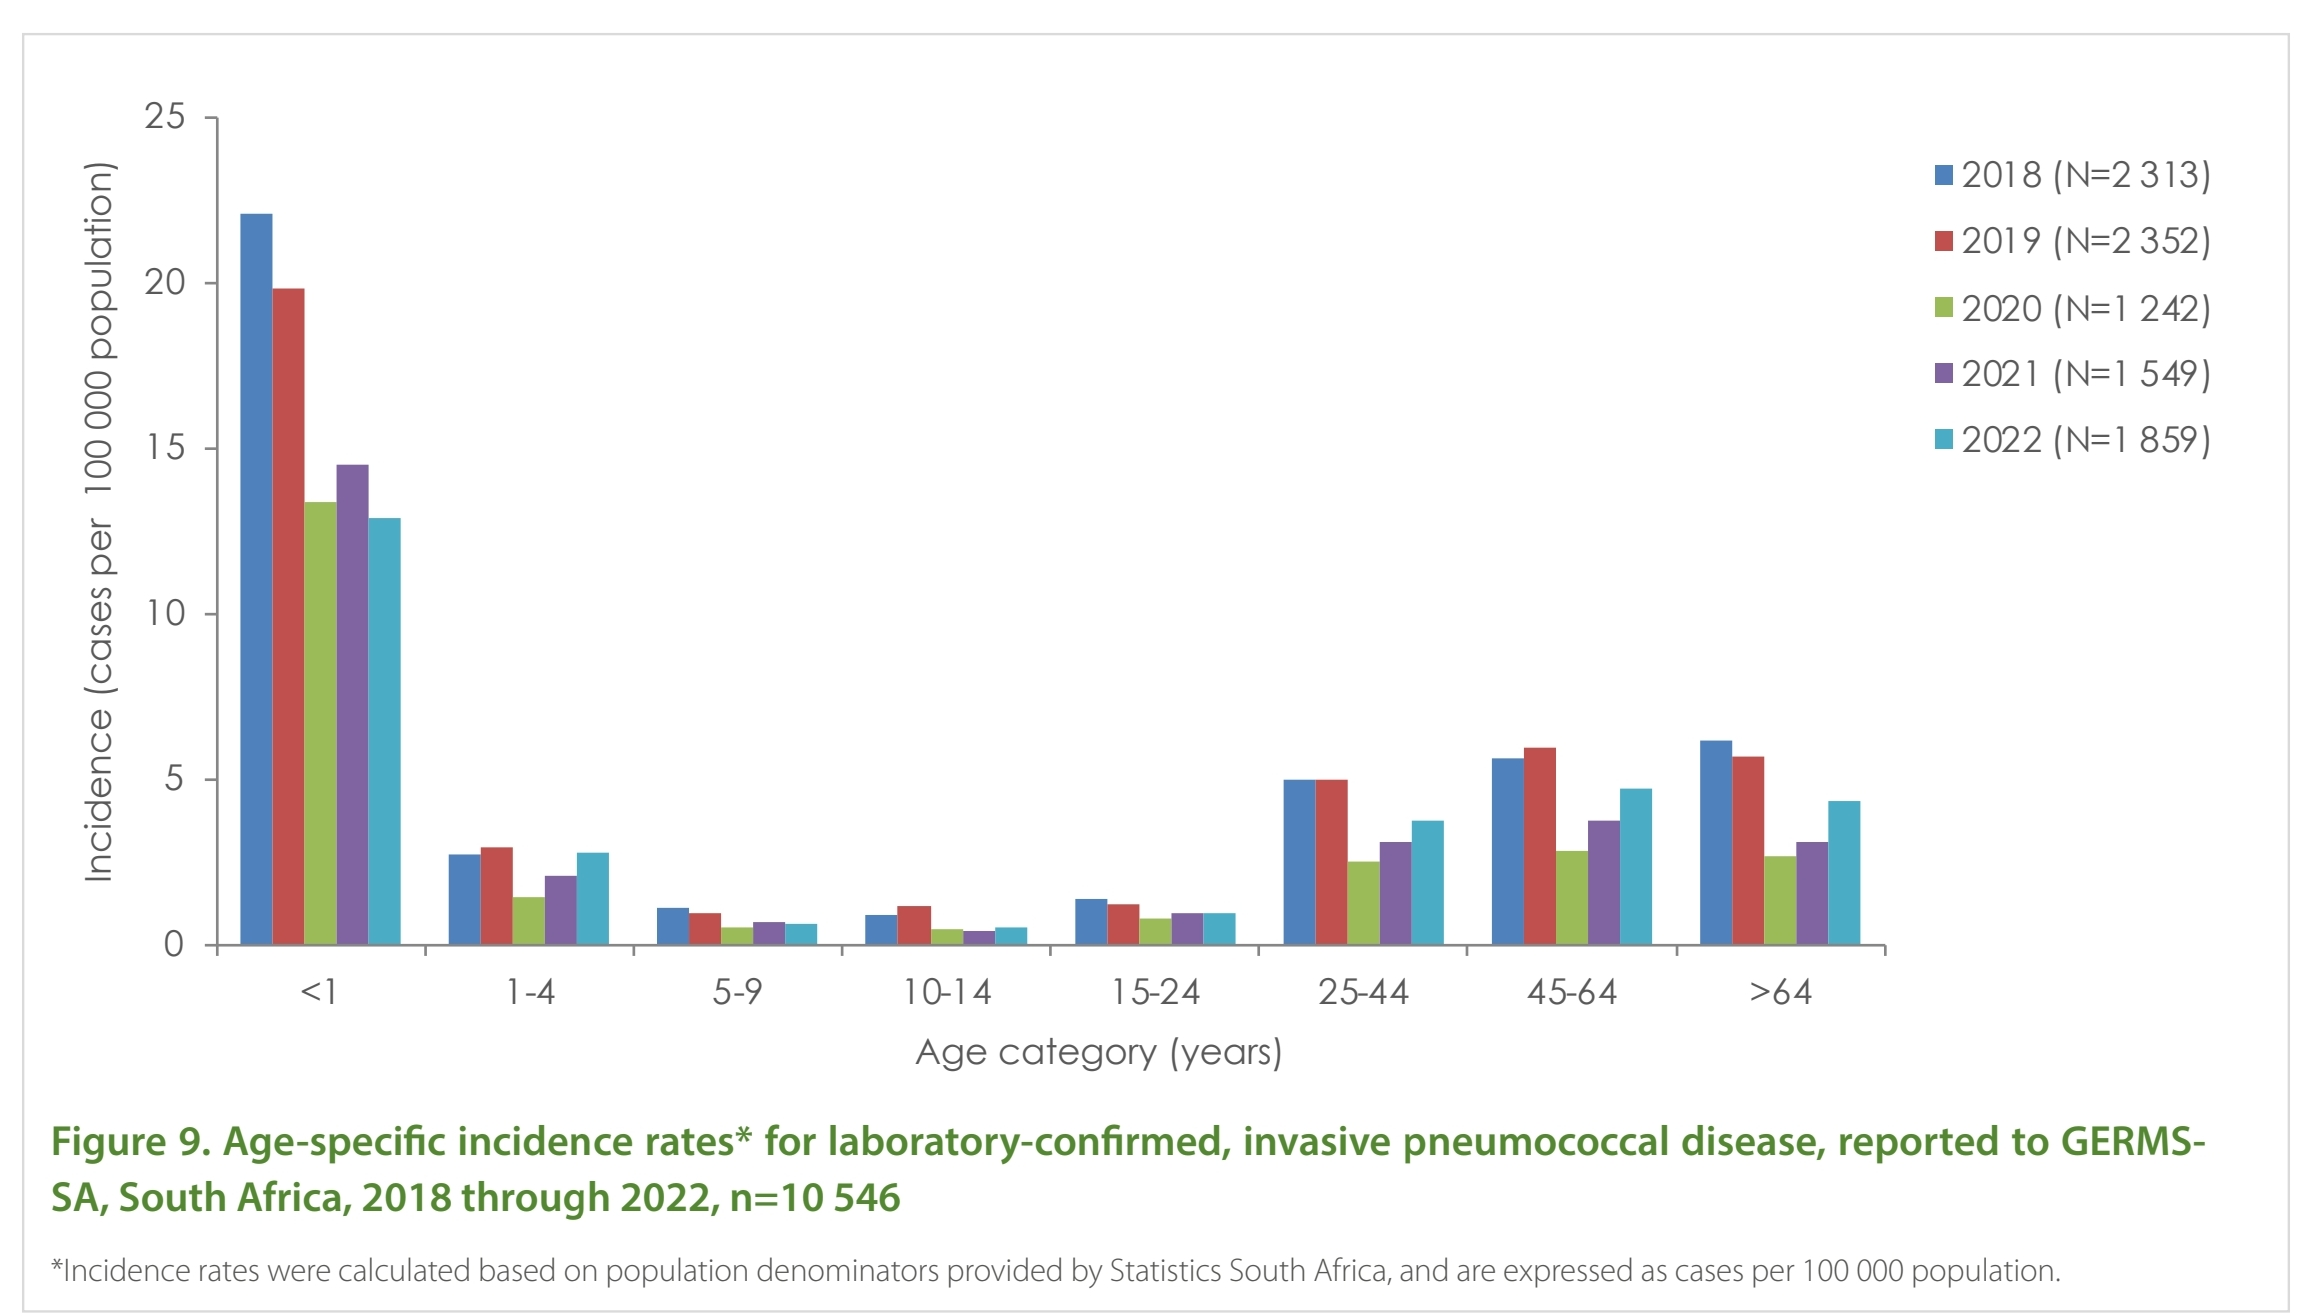 25
20
15
10
5
0
Incidence (cases per 100 000 population)
2018 (N=2 313)
2019 (N=2 352)
2020 (N=1 242)
2021 (N=1 549)
2022 (N=1 859)
<1 1-4 5-9 10-14 15-24 25-44 45-64 >64
Age category (years)
Figure 9. Age-specific incidence rates* for laboratory-confirmed, invasive pneumococcal disease, reported to GERMS-
SA, South Africa, 2018 through 2022, n=10 546
*Incidence rates were calculated based on population denominators provided by Statistics South Africa, and are expressed as cases per 100 000 population.